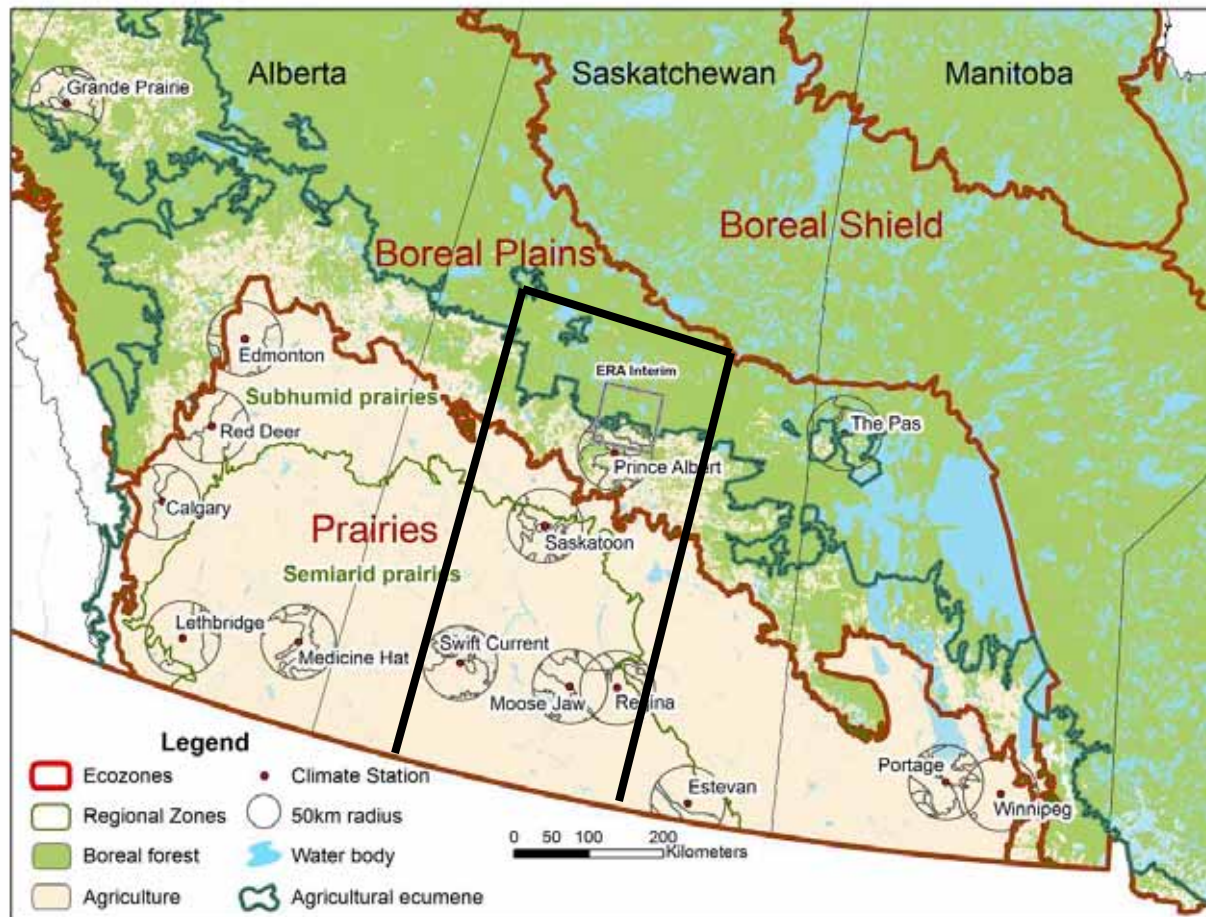 Alberta
Saskatchewan
Manitoba
Grande Prairie
Boreal Shield
Boreal Plains
Edmonton
ERA Interim
Subhumid prairies
Red Deer
The Pas
Prince Albert
Calgary
Prairies
Saskatoon
Semiarid prairies
Lethbridge
Medicine Hat
Swift Current
Moose Jaw
Regina
Legend
Ecozones
Climate Station
Regional Zones
50km radius
Boreal forest
Water body
Agriculture
Agricultural ecumene
Estevan
Portage
Winnipeg
0 50 100 200
Kilometers